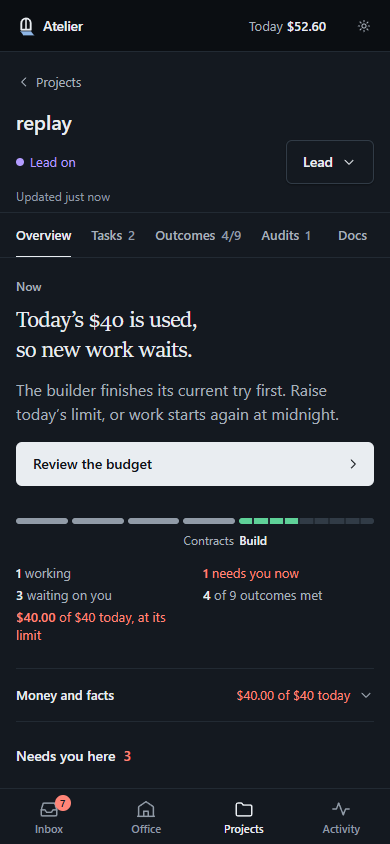 Atelier
Today $52.60
Projects
replay
Lead on
Lead
Updated just now
Overview Tasks 2 Outcomes 4/9 Audits 1 Docs
Now
Today’s $40 is used,
so new work waits.
The builder finishes its current try first. Raise
today’s limit, or work starts again at midnight.
Review the budget
Contracts Build
1 working
1 needs you now
3 waiting on you
4 of 9 outcomes met
$40.00 of $40 today, at its
limit
Money and facts
$40.00 of $40 today
Needs you here 3
7
Inbox Office Projects Activity